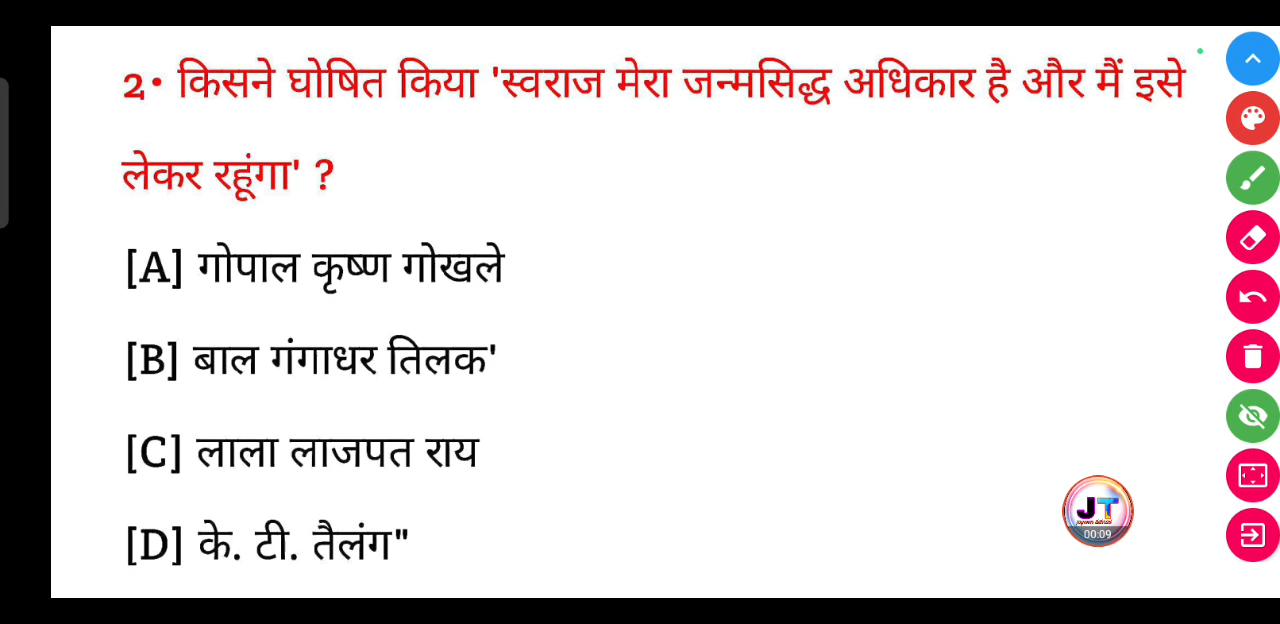 2• किसने घोषित किया 'स्वराज मेरा जन्मसिद्ध अधिकार है और मैं इसे
लेकर रहूंगा' ?
[A] गोपाल कृष्ण गोखले
[B] बाल गंगाधर तिलक'
[C] लाला लाजपत राय
[D] के. टी. तैलंग"
JT
00:09